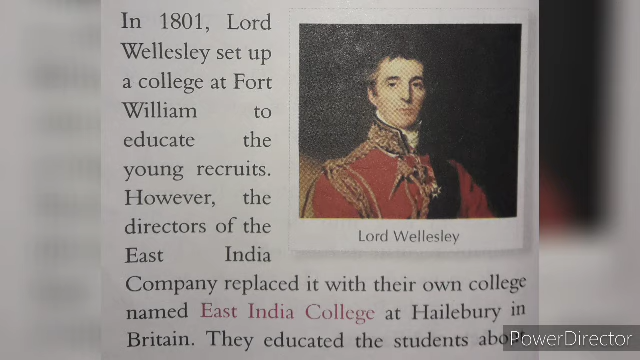 In 1801, Lord
Wellesley set up
a college at Fort
William to
educate the
young recruits.
However, the
directors of the
East India
Lord Wellesley
Company replaced it with their own college
named East India College at Hailebury in
Britain. They educated the students about
PowerDirector